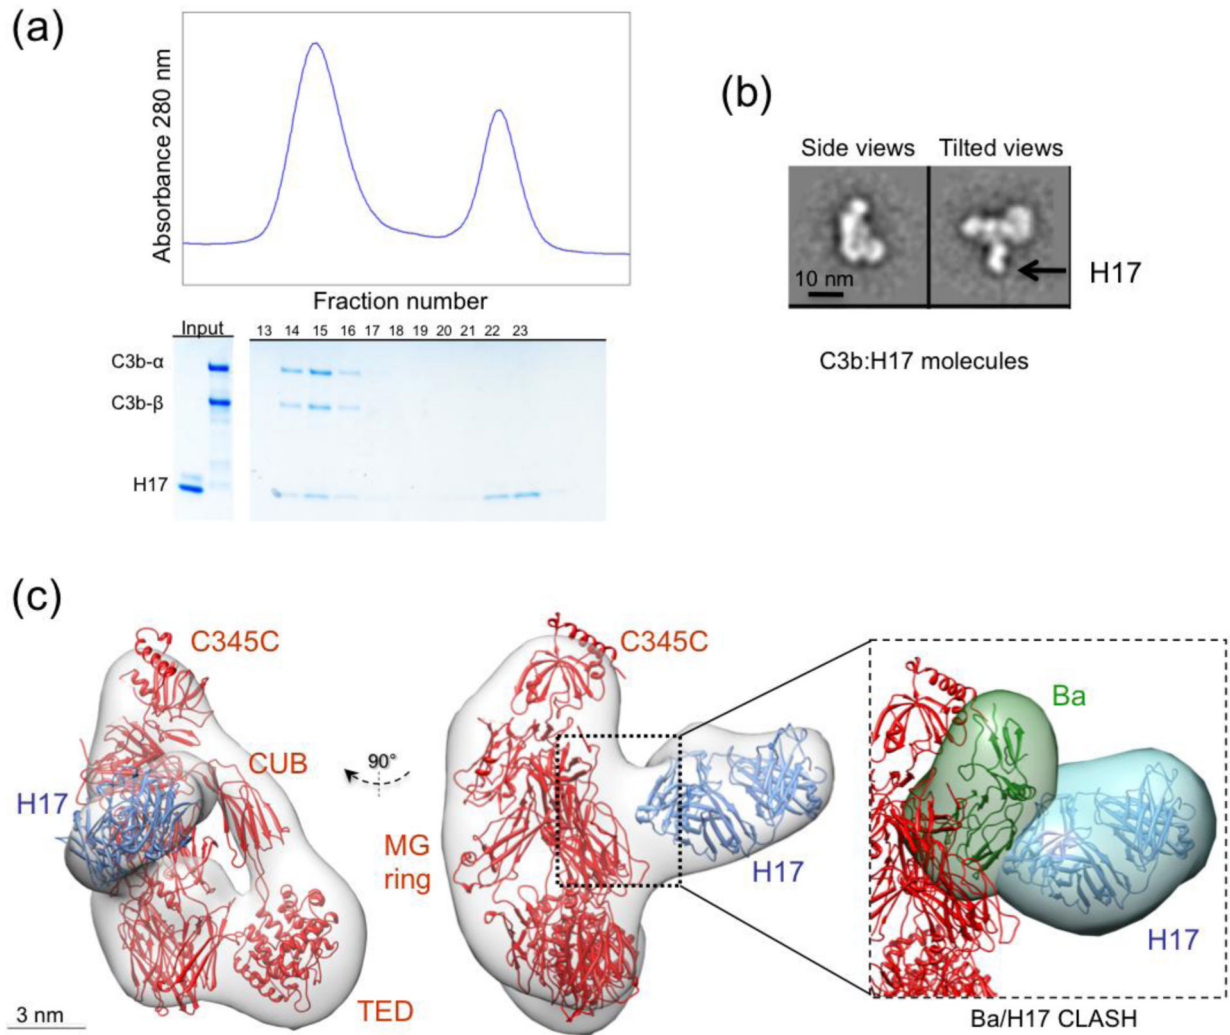 (a)
Absorbance 280 nm
Fraction number
Input
13 14 15 16 17 18 19 20 21 22 23
C3b-α
C3b-β
H17
(b)
Side views Tilted views
10 nm
H17
C3b:H17 molecules
(c)
C345C
CUB
H17
TED
3 nm
90°
C345C
MG
ring
H17
Ba
H17
Ba/H17 CLASH